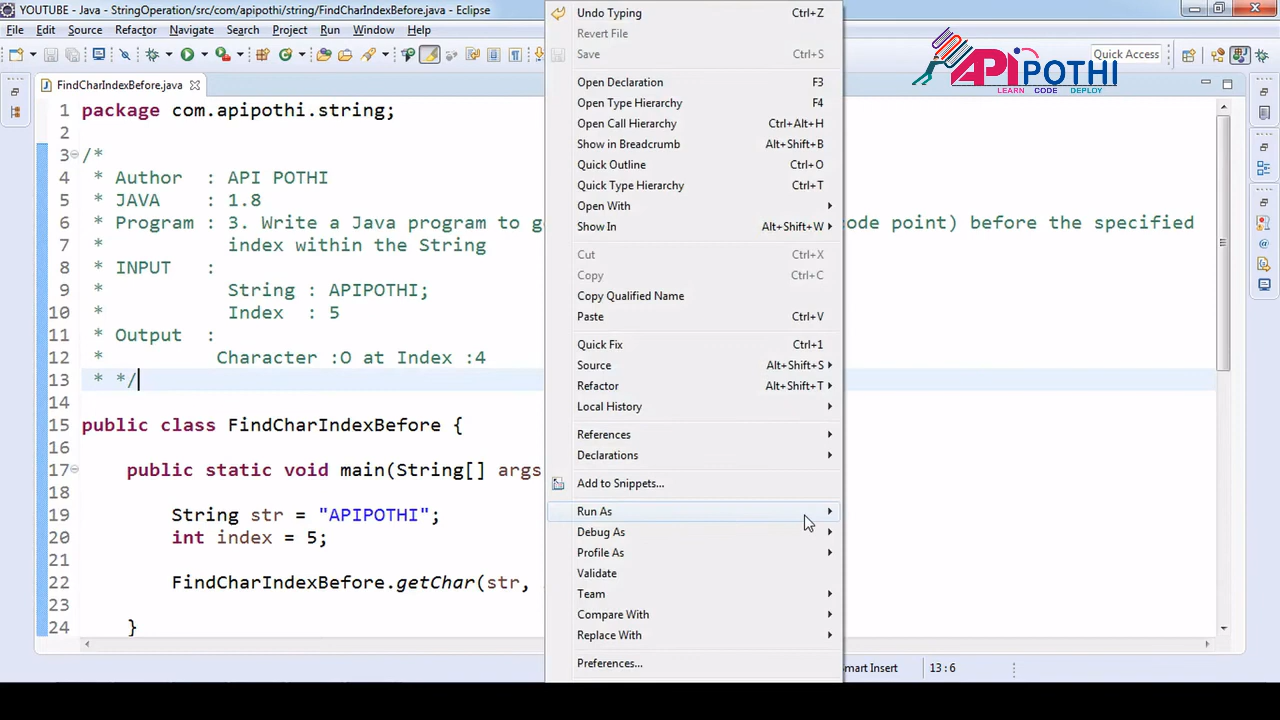 YOUTUBE - Java - StringOperation/src/com/apipothi/string/FindCharIndexBefore.java - Eclipse
File Edit Source Refactor Navigate Search Project Run Window Help
Quick Access
API POTHI
LEARN CODE DEPLOY
FindCharIndexBefore.java
1 package com.apipothi.string;
2
3 /*
4 * Author : API POTHI
5 * JAVA : 1.8
6 * Program : 3. Write a Java program to g code point) before the specified
7 * index within the String
8 * INPUT :
9 * String : APIPOTHI;
10 * Index : 5
11 * Output :
12 * Character :O at Index :4
13 * */
14
15 public class FindCharIndexBefore {
16
17 public static void main(String[] args
18
19 String str = "APIPOTHI";
20 int index = 5;
21
22 FindCharIndexBefore.getChar(str,
23
24 }
Undo Typing Ctrl+Z
Revert File
Save Ctrl+S
Open Declaration F3
Open Type Hierarchy F4
Open Call Hierarchy Ctrl+Alt+H
Show in Breadcrumb Alt+Shift+B
Quick Outline Ctrl+O
Quick Type Hierarchy Ctrl+T
Open With
Show In Alt+Shift+W
Cut Ctrl+X
Copy Ctrl+C
Copy Qualified Name
Paste Ctrl+V
Quick Fix Ctrl+1
Source Alt+Shift+S
Refactor Alt+Shift+T
Local History
References
Declarations
Add to Snippets...
Run As
Debug As
Profile As
Validate
Team
Compare With
Replace With
Preferences...
Smart Insert 13:6